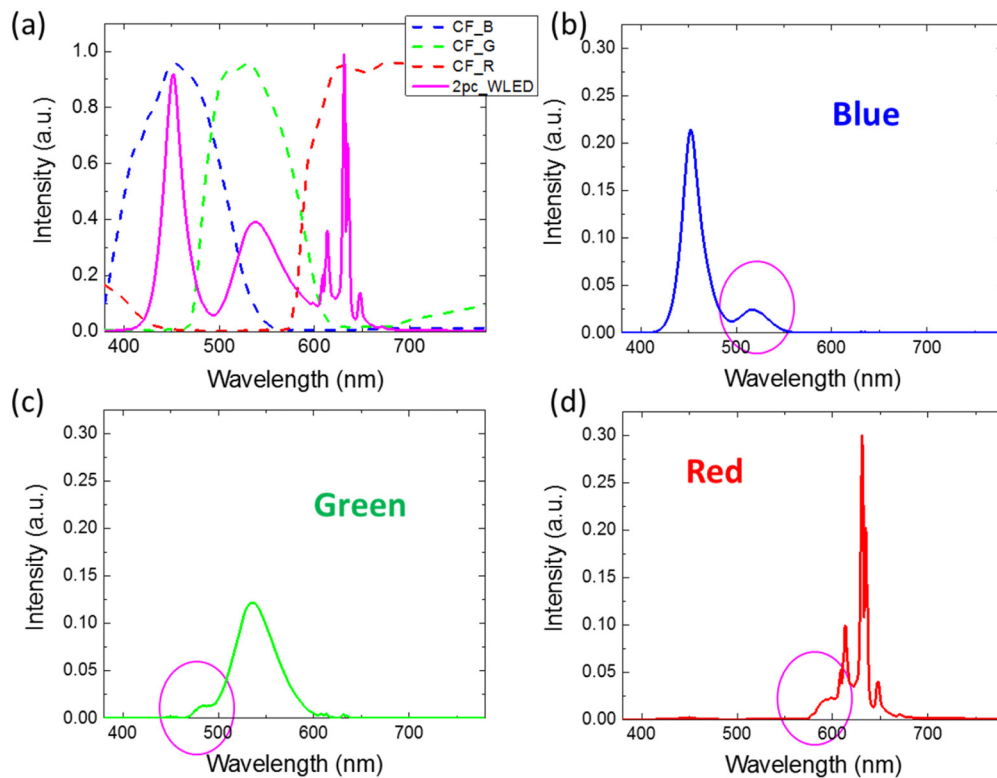 (a)
CF_B
CF_G
CF_R
2pc_WLED
1.0
0.8
0.6
0.4
0.2
0.0
Intensity (a.u.)
400 500 600 700
Wavelength (nm)
(b)
Blue
0.30
0.25
0.20
0.15
0.10
0.05
0.00
Intensity (a.u.)
400 500 600 700
Wavelength (nm)
(c)
Green
0.30
0.25
0.20
0.15
0.10
0.05
0.00
Intensity (a.u.)
400 500 600 700
Wavelength (nm)
(d)
Red
0.30
0.25
0.20
0.15
0.10
0.05
0.00
Intensity (a.u.)
400 500 600 700
Wavelength (nm)